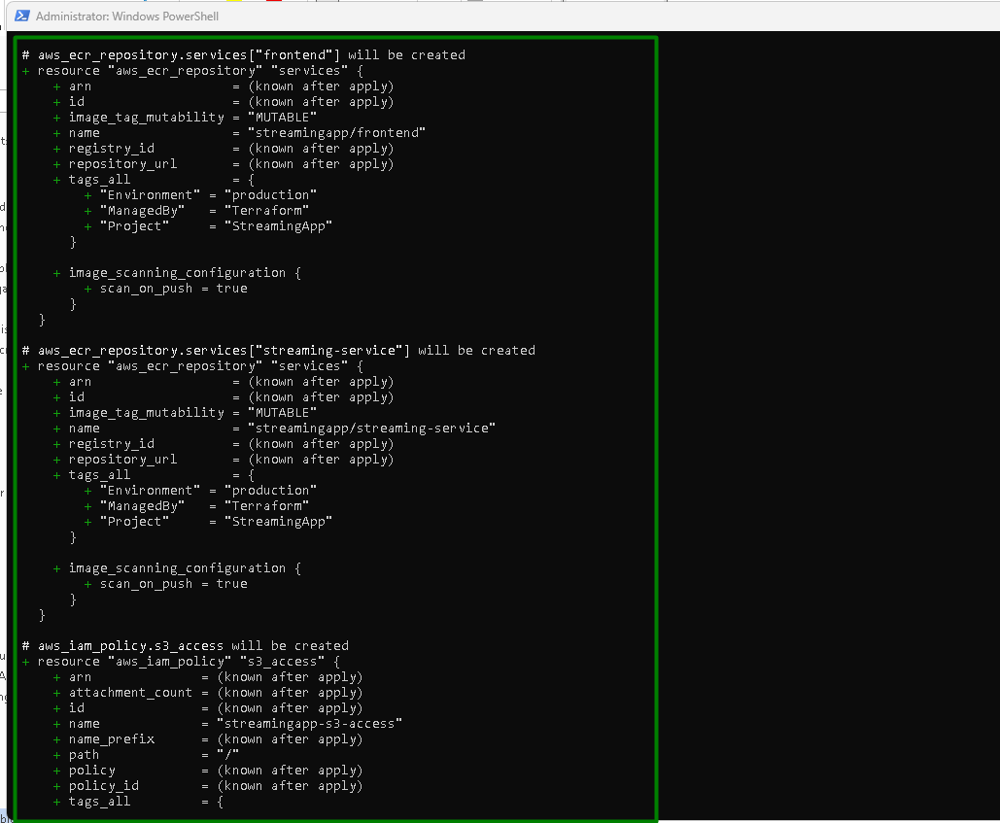 Administrator: Windows PowerShell
# aws_ecr_repository.services["frontend"] will be created
+ resource "aws_ecr_repository" "services" {
+ arn = (known after apply)
+ id = (known after apply)
+ image_tag_mutability = "MUTABLE"
+ name = "streamingapp/frontend"
+ registry_id = (known after apply)
+ repository_url = (known after apply)
+ tags_all = {
+ "Environment" = "production"
+ "ManagedBy" = "Terraform"
+ "Project" = "StreamingApp"
}
+ image_scanning_configuration {
+ scan_on_push = true
}
}
# aws_ecr_repository.services["streaming-service"] will be created
+ resource "aws_ecr_repository" "services" {
+ arn = (known after apply)
+ id = (known after apply)
+ image_tag_mutability = "MUTABLE"
+ name = "streamingapp/streaming-service"
+ registry_id = (known after apply)
+ repository_url = (known after apply)
+ tags_all = {
+ "Environment" = "production"
+ "ManagedBy" = "Terraform"
+ "Project" = "StreamingApp"
}
+ image_scanning_configuration {
+ scan_on_push = true
}
}
# aws_iam_policy.s3_access will be created
+ resource "aws_iam_policy" "s3_access" {
+ arn = (known after apply)
+ attachment_count = (known after apply)
+ id = (known after apply)
+ name = "streamingapp-s3-access"
+ name_prefix = (known after apply)
+ path = "/"
+ policy = (known after apply)
+ policy_id = (known after apply)
+ tags_all = {